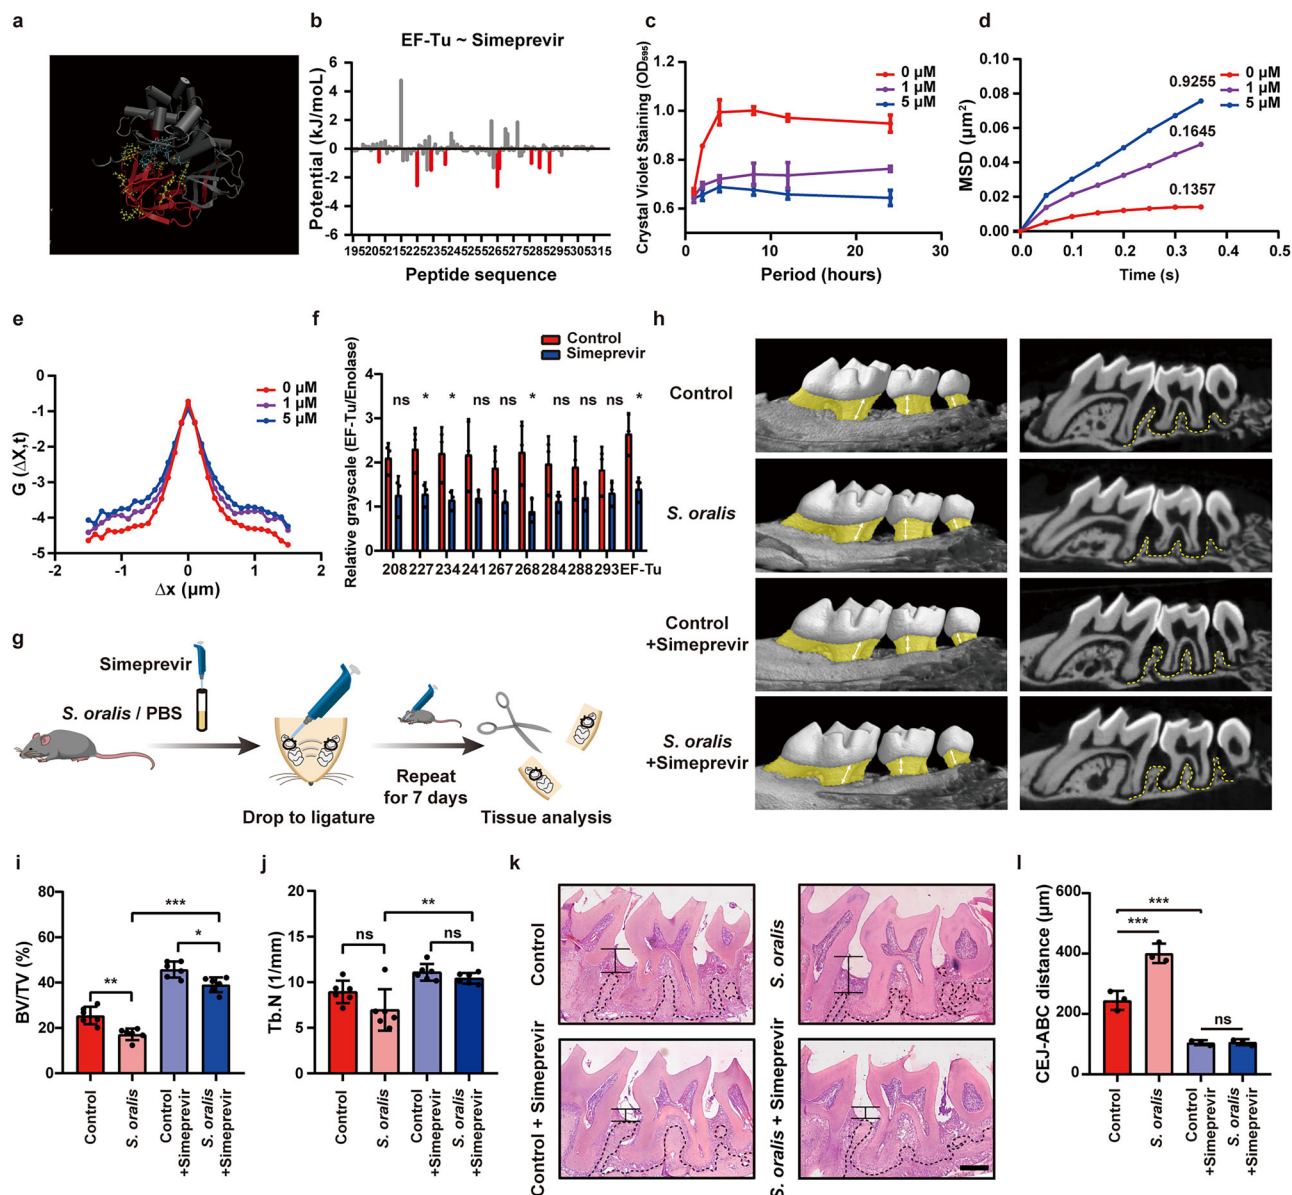 a
b
EF-Tu ~ Simeprevir
Potential (kJ/moL)
6
4
2
0
-2
-4
-6
195205215225235245255265275285295305315
Peptide sequence
c
Crystal Violet Staining (OD₅₉₅)
1.2
1.0
0.8
0.6
0
10
20
30
Period (hours)
0 μM
1 μM
5 μM
d
MSD (μm²)
0.10
0.08
0.06
0.04
0.02
0.00
0.0
0.1
0.2
0.3
0.4
0.5
Time (s)
0.9255
0.1645
0.1357
0 μM
1 μM
5 μM
e
G (ΔX,t)
0
-1
-2
-3
-4
-5
-2
-1
0
1
2
Δx (μm)
0 μM
1 μM
5 μM
f
Control
Simeprevir
Relative grayscale (EF-Tu/Enolase)
4
3
2
1
0
ns * * ns ns * ns ns ns *
208 227 234 241 267 268 284 288 293 EF-Tu
g
Simeprevir
S. oralis / PBS
Drop to ligature
Repeat
for 7 days
Tissue analysis
h
Control
S. oralis
Control
+Simeprevir
S. oralis
+Simeprevir
i
BV/TV (%)
80
60
40
20
0
***
*
**
Control
S. oralis
Control
+Simeprevir
S. oralis
+Simeprevir
j
Tb.N (1/mm)
20
15
10
5
0
**
ns
ns
Control
S. oralis
Control
+Simeprevir
S. oralis
+Simeprevir
k
Control
S. oralis
Control + Simeprevir
S. oralis + Simeprevir
l
CEJ-ABC distance (μm)
600
400
200
0
***
***
ns
Control
S. oralis
Control
+Simeprevir
S. oralis
+Simeprevir